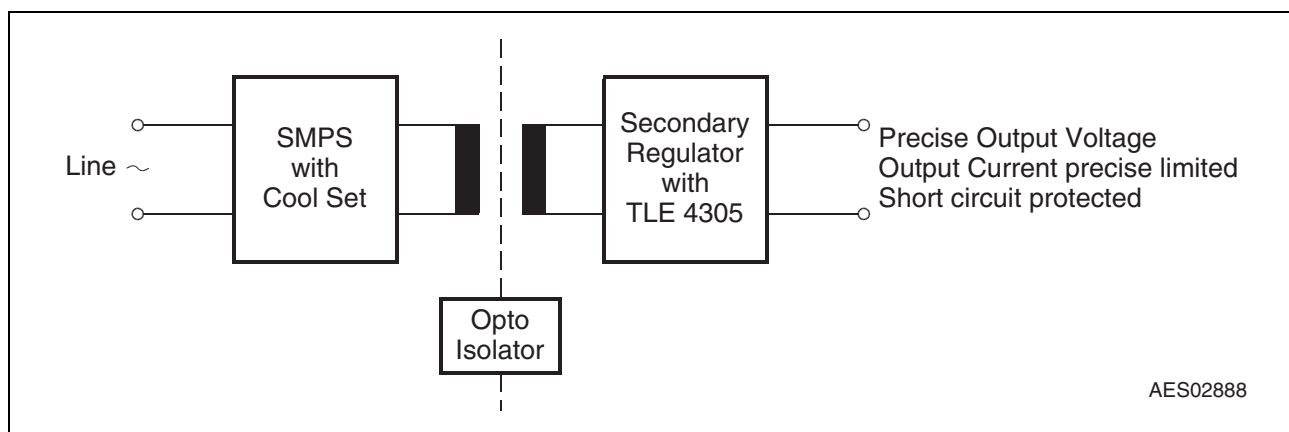 Line ~
SMPS
with
Cool Set
Secondary
Regulator
with
TLE 4305
Precise Output Voltage
Output Current precise limited
Short circuit protected
Opto
Isolator
AES02888